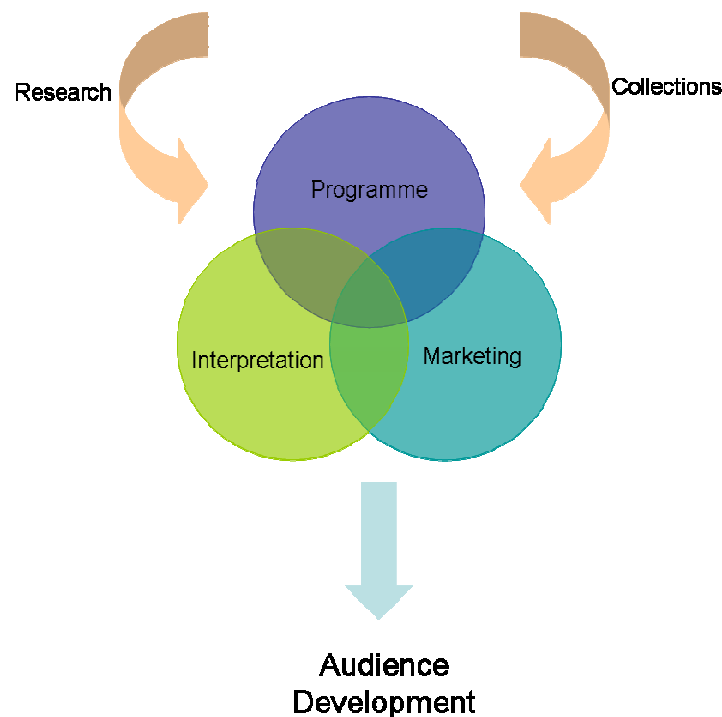 Research
Collections
Programme
Interpretation
Marketing
Audience
Development